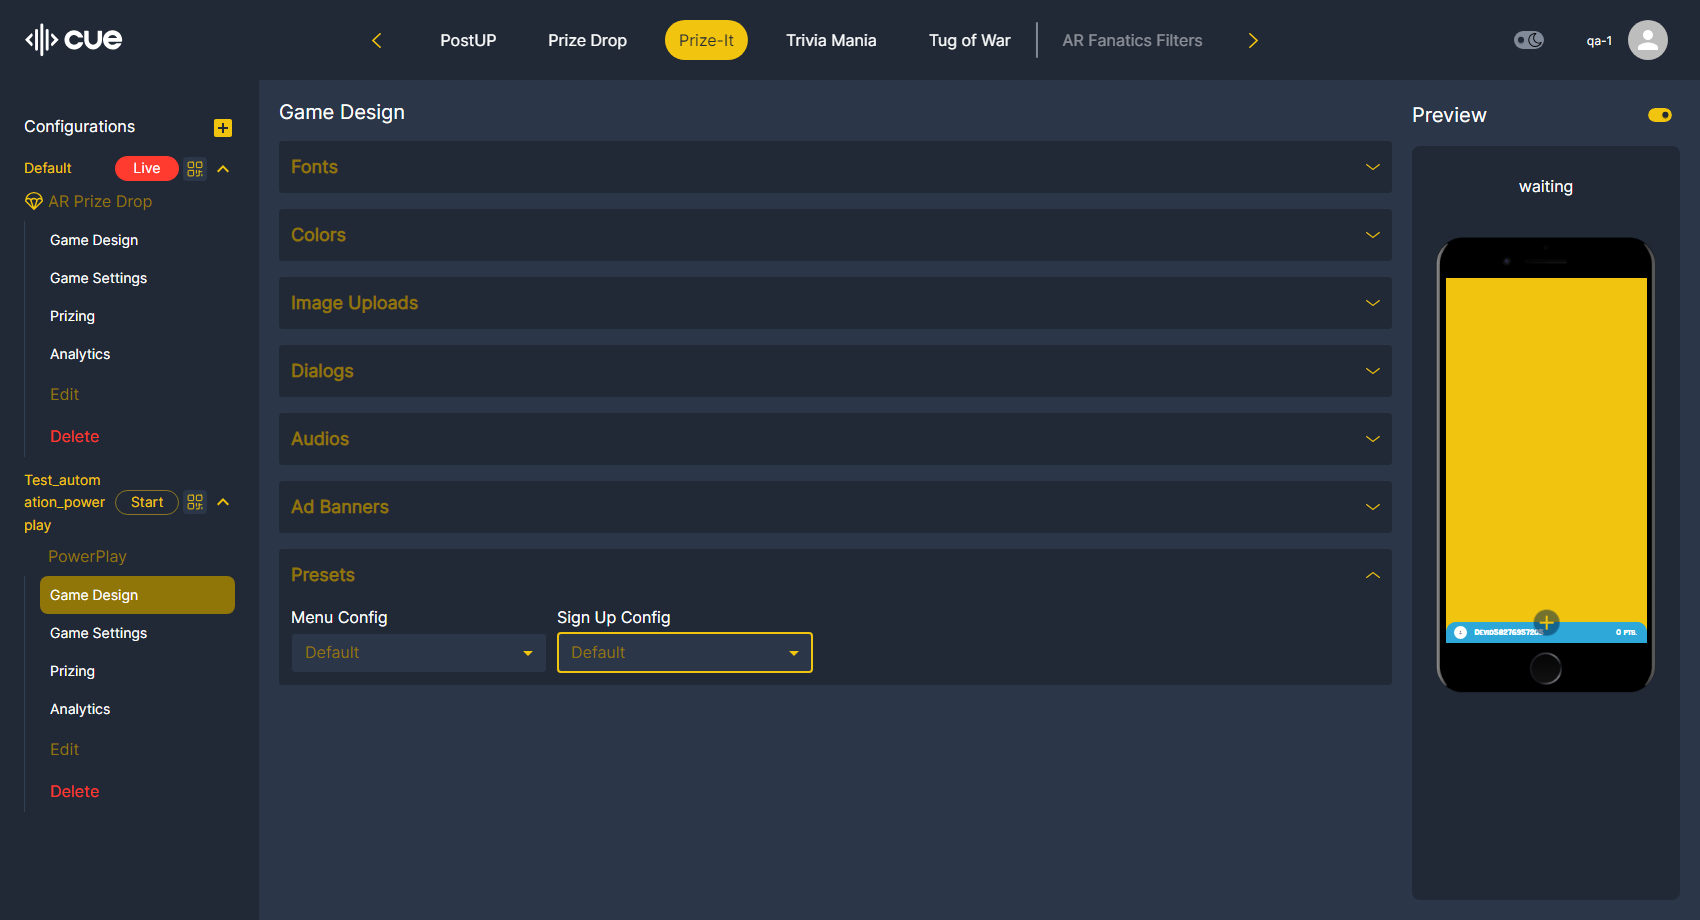 cue
PostUP
Prize Drop
Prize-It
Trivia Mania
Tug of War
AR Fanatics Filters
qa-1
Configurations
Default
Live
AR Prize Drop
Game Design
Game Settings
Prizing
Analytics
Edit
Delete
Test_autom
ation_power
play
Start
PowerPlay
Game Design
Game Settings
Prizing
Analytics
Edit
Delete
Game Design
Fonts
Colors
Image Uploads
Dialogs
Audios
Ad Banners
Presets
Menu Config
Sign Up Config
Default
Default
Preview
waiting
0 PTS.